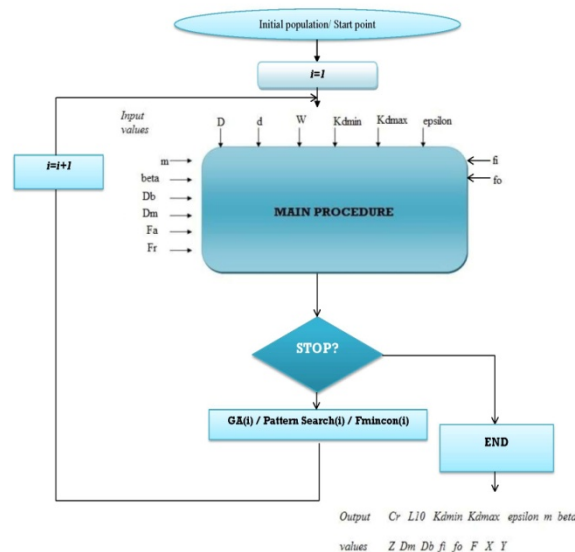 Initial population/ Start point
i=1
Input
values
D d W Kdmin Kdmax epsilon
i=i+1
m
fi
beta
fo
Db
MAIN PROCEDURE
Dm
Fa
Fr
STOP?
GA(i) / Pattern Search(i) / Fmincon(i)
END
Output Cr L10 Kdmin Kdmax epsilon m beta
values Z Dm Db fi fo F X Y